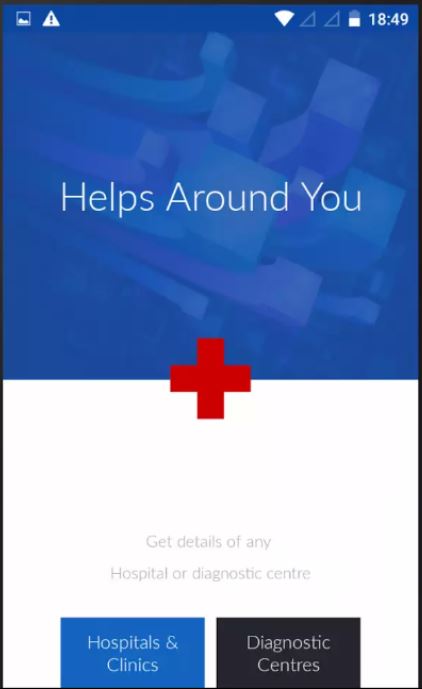 18:49
Helps Around You
Get details of any
Hospital or diagnostic centre
Hospitals &
Clinics
Diagnostic
Centres